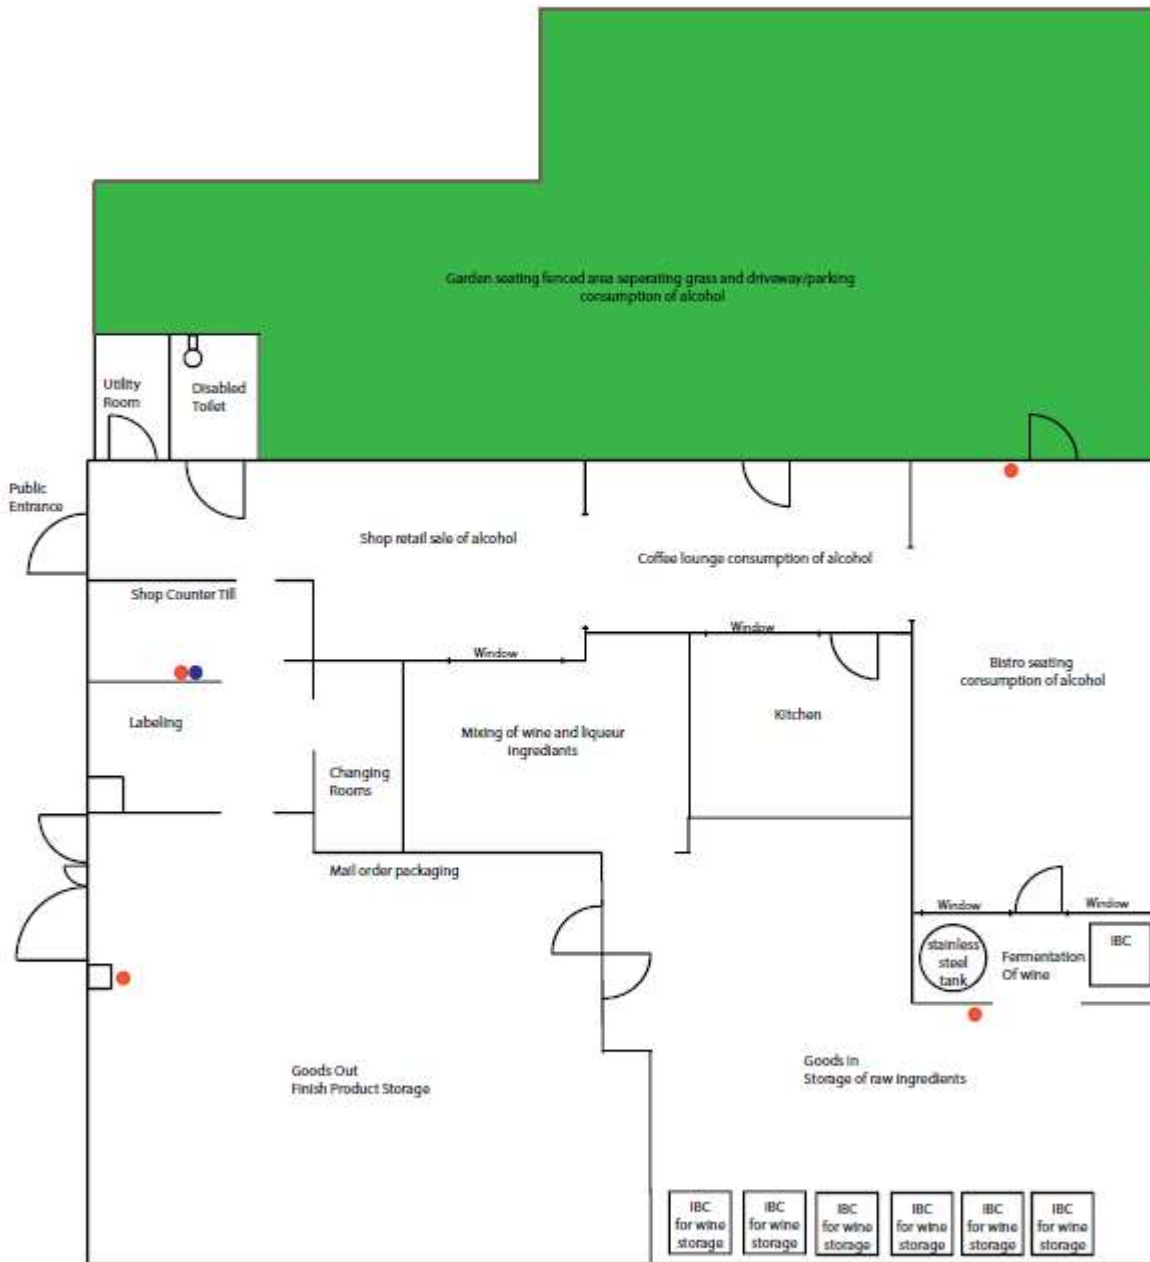 Garden seating fenced area seperating grass and driveway/parking
consumption of alcohol
Utility
Room
Disabled
Toilet
Public
Entrance
Shop retail sale of alcohol
Coffee lounge consumption of alcohol
Shop Counter Till
Window
Window
Bistro seating
consumption of alcohol
Labeling
Mixing of wine and liqueur
ingrediants
Kitchen
Changing
Rooms
Mail order packaging
Window
Window
stainless
steel
tank
Fermentation
Of wine
IBC
Goods Out
Finish Product Storage
Goods In
Storage of raw ingredients
IBC
for wine
storage
IBC
for wine
storage
IBC
for wine
storage
IBC
for wine
storage
IBC
for wine
storage
IBC
for wine
storage